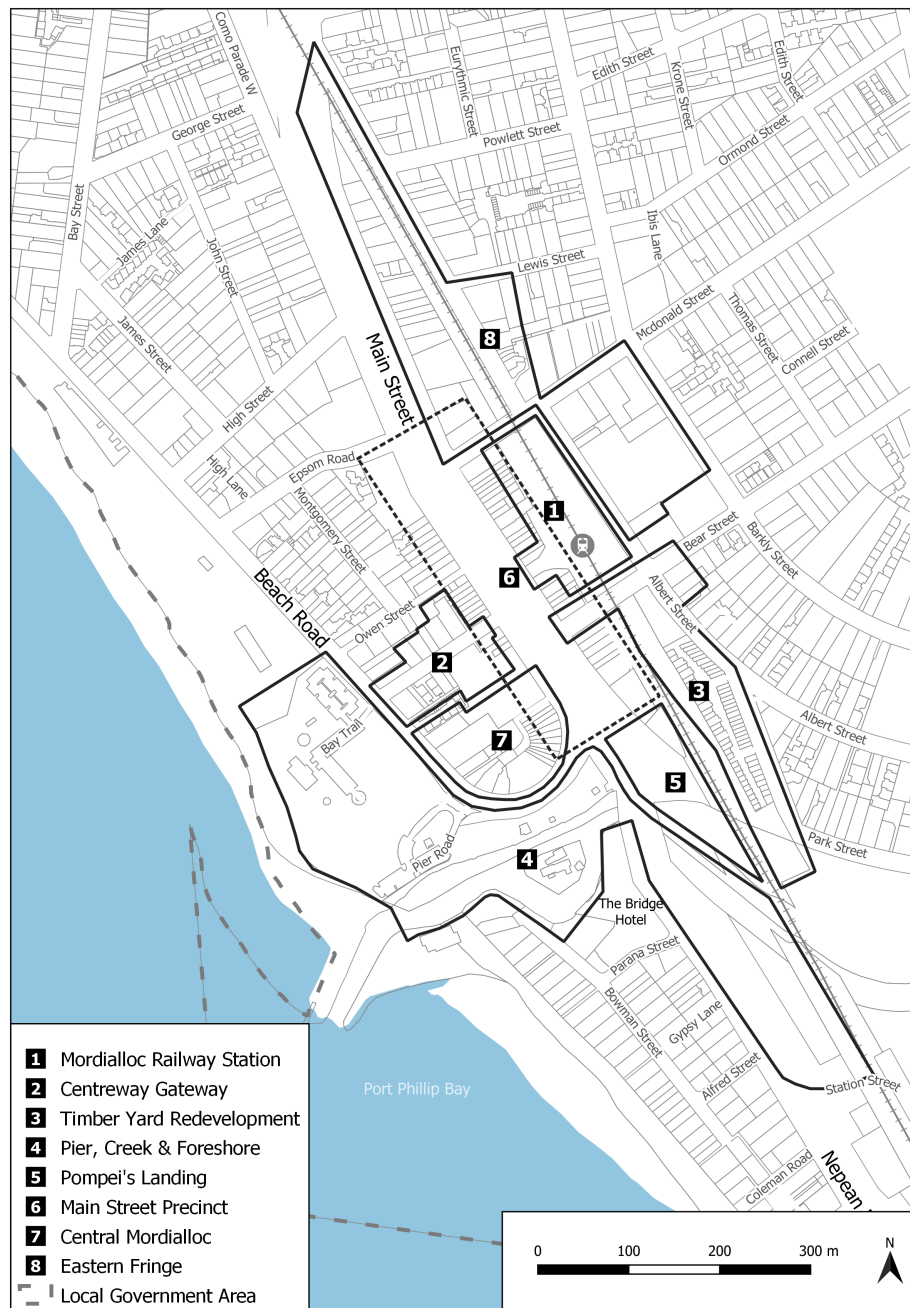 Como Parade W
Eurythmic Street
Edith Street
Edith Street
Krone Street
George Street
Powlett Street
Ormond Street
Bay Street
James Lane
John Street
Ibis Lane
Lewis Street
James Street
Main Street
8
Mcdonald Street
Thomas Street
Connell Street
High Street
High Lane
Epsom Road
Montgomery Street
1
Bear Street
Barkly Street
6
Beach Road
Owen Street
Albert Street
2
3
Bay Trail
7
Albert Street
5
Pier Road
4
Park Street
The Bridge
Hotel
Parana Street
Bowman Street
Gypsy Lane
Alfred Street
Station Street
Port Phillip Bay
Coleman Road
Nepean
1 Mordialloc Railway Station
2 Centreway Gateway
3 Timber Yard Redevelopment
4 Pier, Creek & Foreshore
5 Pompei's Landing
6 Main Street Precinct
7 Central Mordialloc
8 Eastern Fringe
Local Government Area
0 100 200 300 m
N